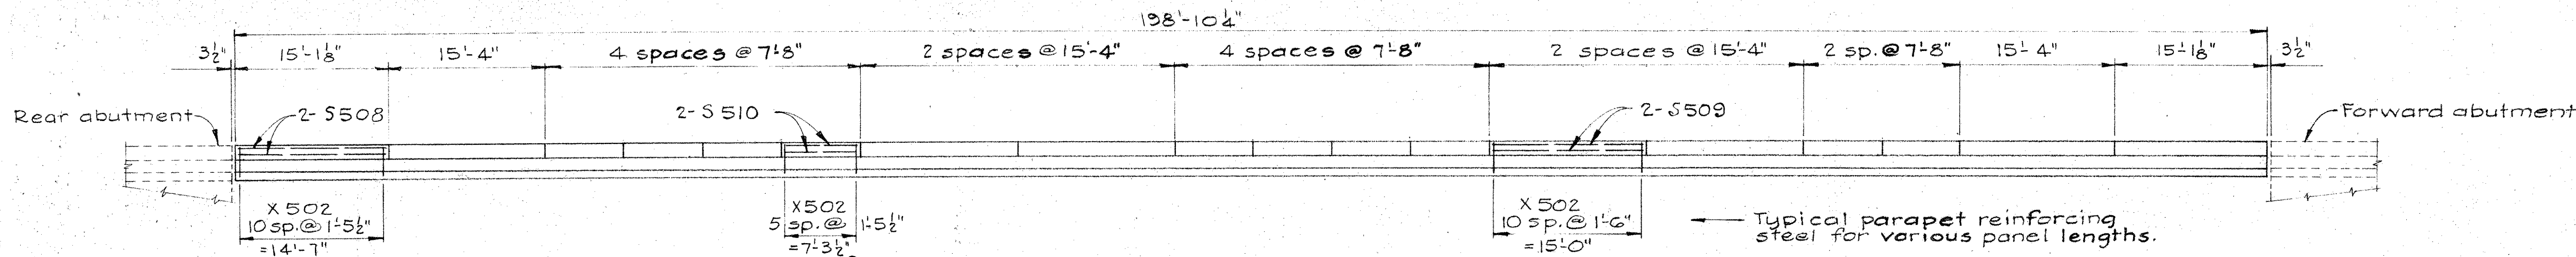 198'-10¼"
3½" 15'-1⅛" 15'-4" 4 spaces @ 7'-8" 2 spaces @ 15'-4" 4 spaces @ 7'-8" 2 spaces @ 15'-4" 2 sp. @ 7'-8" 15'-4" 15'-1⅛" 3½"
Rear abutment
2-S508
2-S510
2-S509
Forward abutment
X502
10 sp. @ 1'-5½"
=14'-7"
X502
5 sp. @ 1'-5½"
=7'-3½"
X502
10 sp. @ 1'-6"
=15'-0"
Typical parapet reinforcing
steel for various panel lengths.